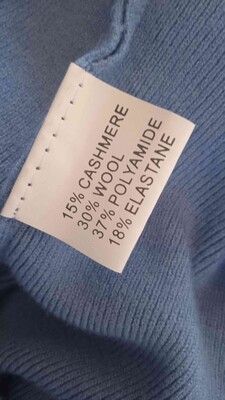 15% CASHMERE
30% WOOL
37% POLYAMIDE
18% ELASTANE